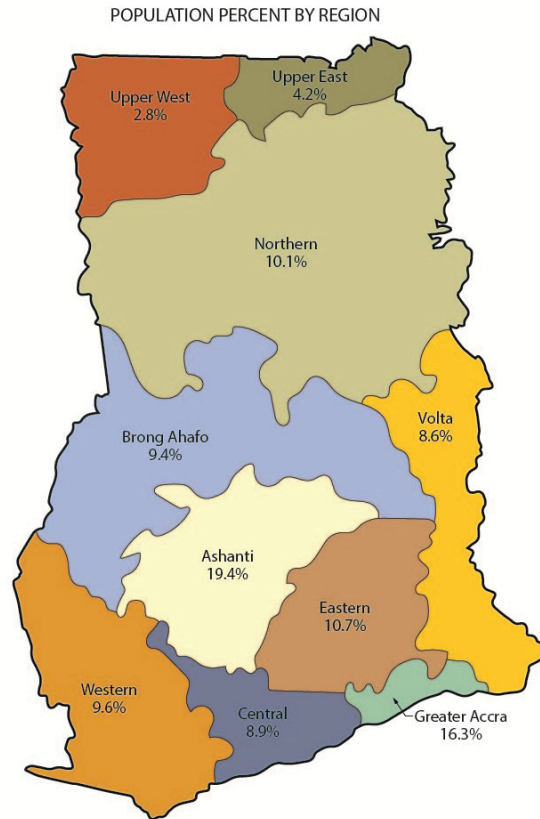 POPULATION PERCENT BY REGION
Upper West
2.8%
Upper East
4.2%
Northern
10.1%
Volta
8.6%
Brong Ahafo
9.4%
Ashanti
19.4%
Eastern
10.7%
Western
9.6%
Central
8.9%
Greater Accra
16.3%